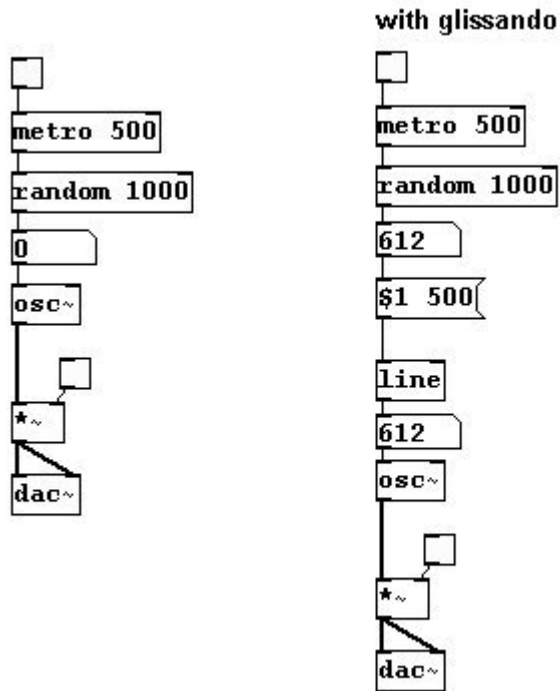 with glissando
metro 500
random 1000
0
osc~
*~
dac~
metro 500
random 1000
612
$1 500
line
612
osc~
*~
dac~